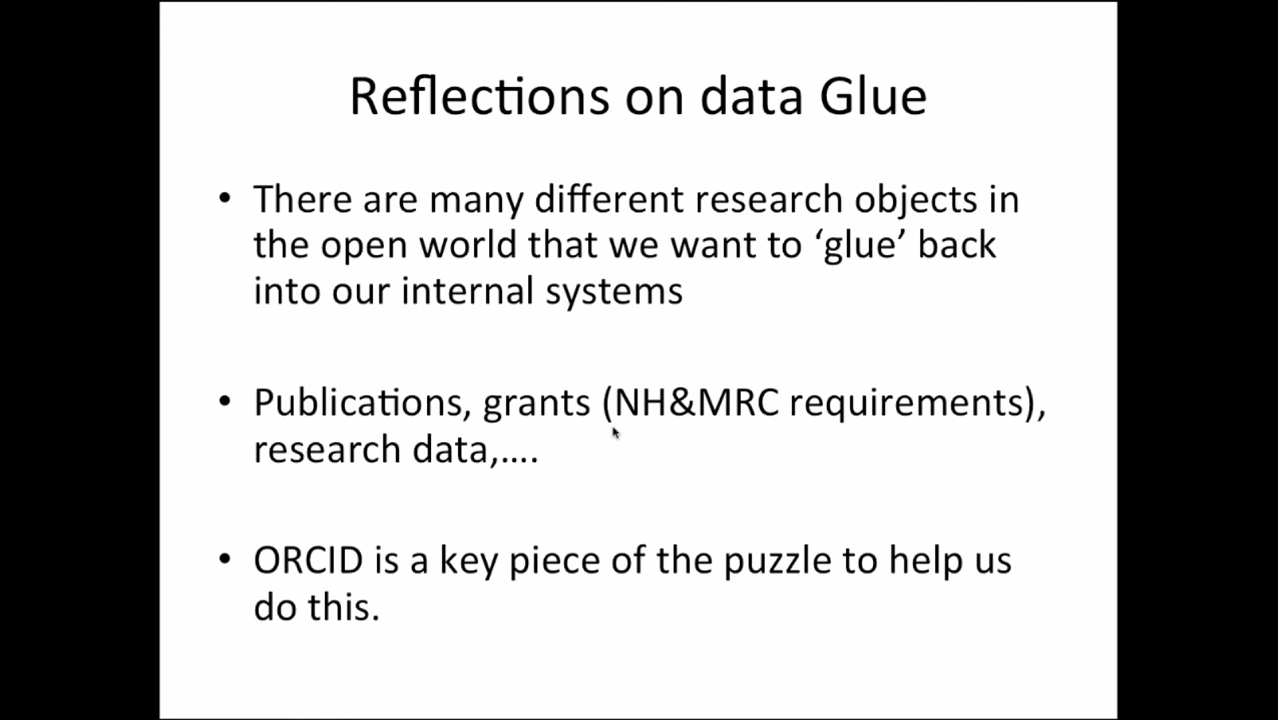 Reflections on data Glue
• There are many different research objects in
the open world that we want to ‘glue’ back
into our internal systems
• Publications, grants (NH&MRC requirements),
research data,....
• ORCID is a key piece of the puzzle to help us
do this.